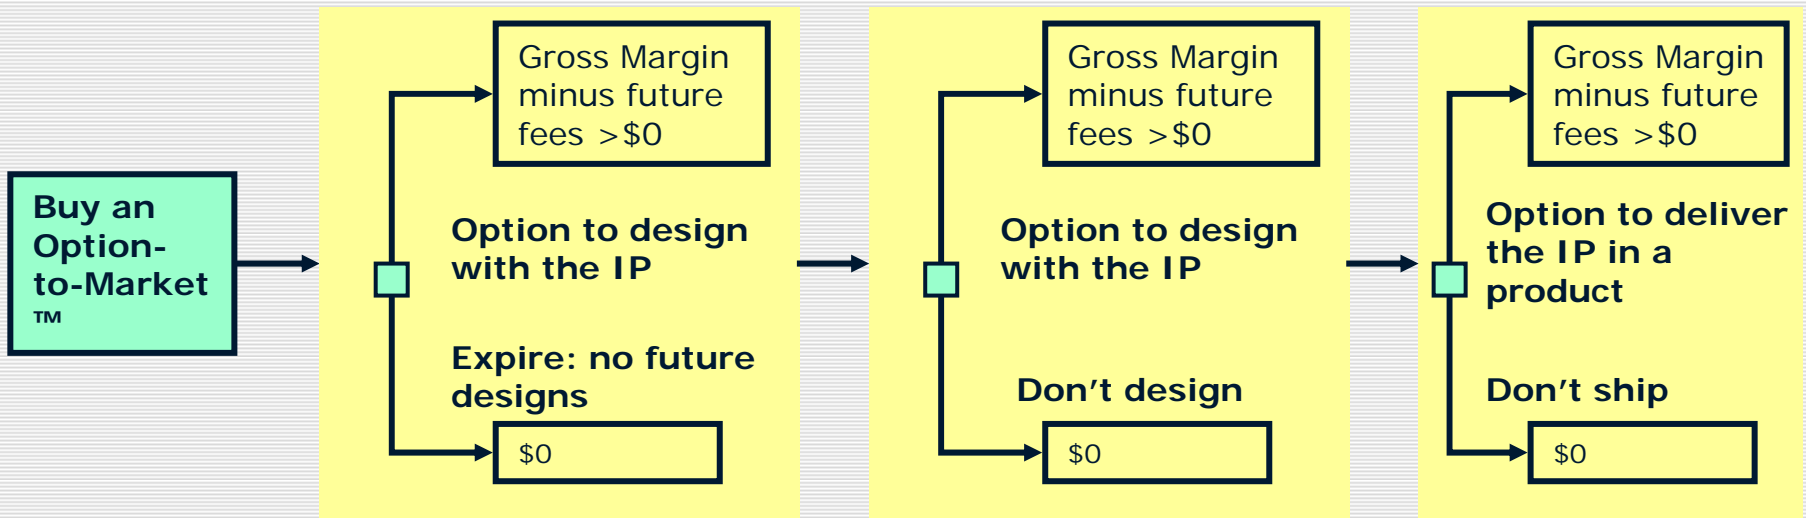 Buy an
Option-
to-Market
™
Gross Margin
minus future
fees >$0
Option to design
with the IP
Expire: no future
designs
$0
Gross Margin
minus future
fees >$0
Option to design
with the IP
Don’t design
$0
Gross Margin
minus future
fees >$0
Option to deliver
the IP in a
product
Don’t ship
$0